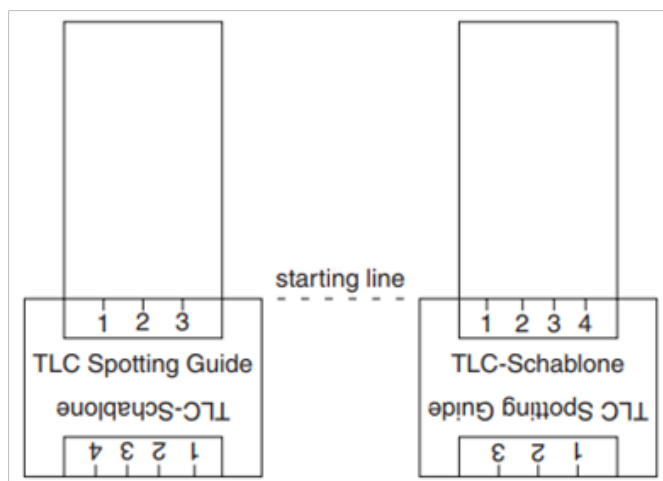 starting line
1 2 3
TLC Spotting Guide
TLC-Schablone
1 2 3 4
1 2 3 4
TLC-Schablone
TLC Spotting Guide
1 2 3